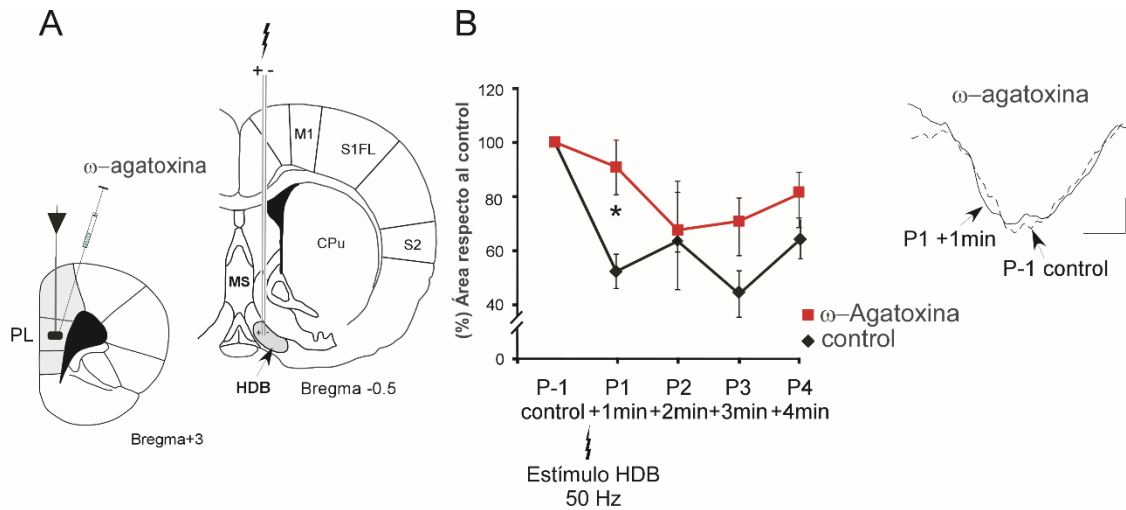 A
+ -
ω–agatoxina
M1
S1FL
CPu
S2
MS
PL
+ -
HDB
Bregma -0.5
Bregma+3
B
(%) Área respecto al control
120
100
80
60
40
0
*
ω–Agatoxina
control
P-1 P1 P2 P3 P4
control +1min +2min +3min +4min
Estímulo HDB
50 Hz
ω–agatoxina
P1 +1min
P-1 control